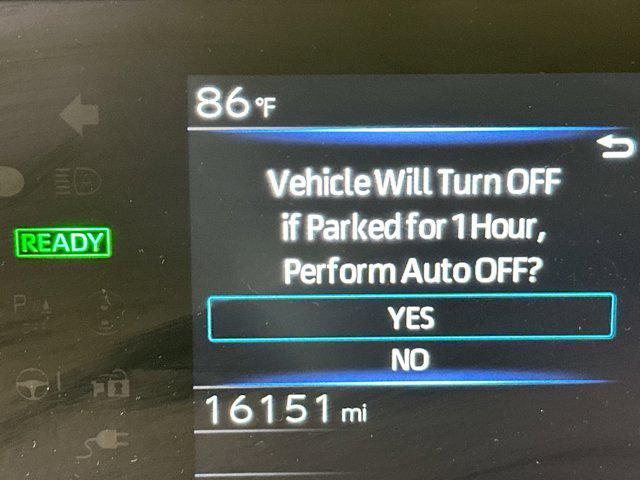 86°F
Vehicle Will Turn OFF
READY
if Parked for 1 Hour,
Perform Auto OFF?
YES
NO
16151 mi